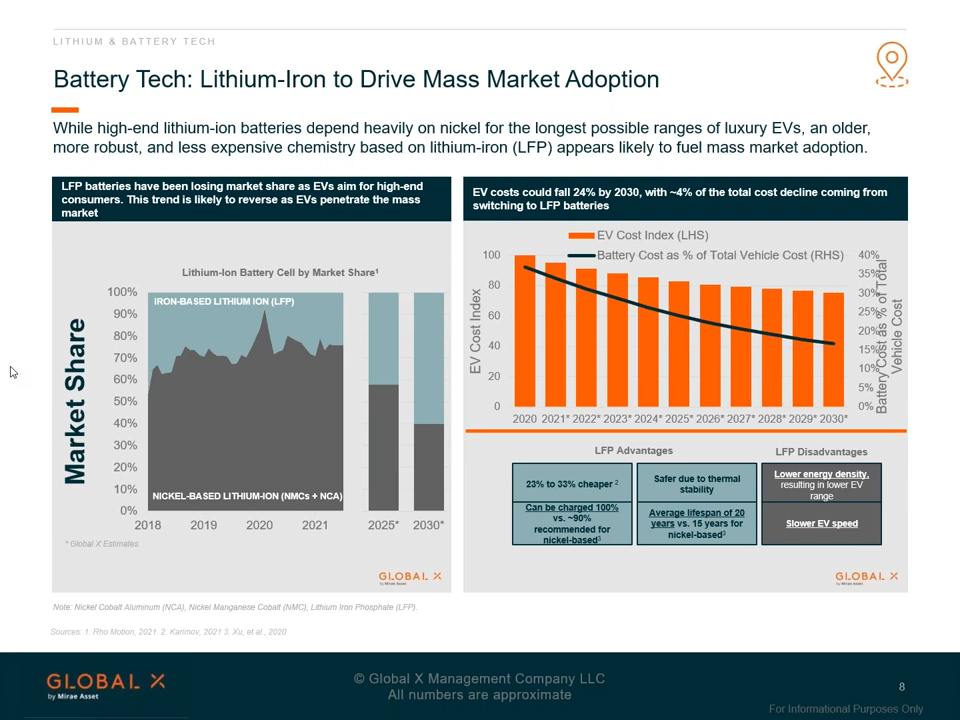 LITHIUM & BATTERY TECH
Battery Tech: Lithium-Iron to Drive Mass Market Adoption
While high-end lithium-ion batteries depend heavily on nickel for the longest possible ranges of luxury EVs, an older,
more robust, and less expensive chemistry based on lithium-iron (LFP) appears likely to fuel mass market adoption.
LFP batteries have been losing market share as EVs aim for high-end
consumers. This trend is likely to reverse as EVs penetrate the mass
market
Lithium-Ion Battery Cell by Market Share¹
Market Share
100%
90%
80%
70%
60%
50%
40%
30%
20%
10%
0%
IRON-BASED LITHIUM ION (LFP)
NICKEL-BASED LITHIUM-ION (NMCs + NCA)
2018 2019 2020 2021 2025* 2030*
* Global X Estimates
GLOBAL X
by Mirae Asset
EV costs could fall 24% by 2030, with ~4% of the total cost decline coming from
switching to LFP batteries
EV Cost Index (LHS)
Battery Cost as % of Total Vehicle Cost (RHS)
EV Cost Index
100
80
60
40
20
0
40%
35%
30%
25%
20%
15%
10%
5%
0%
Battery Cost as % of Total
Vehicle Cost
2020 2021* 2022* 2023* 2024* 2025* 2026* 2027* 2028* 2029* 2030*
LFP Advantages
23% to 33% cheaper ²
Safer due to thermal
stability
Can be charged 100%
vs. ~90%
recommended for
nickel-based³
Average lifespan of 20
years vs. 15 years for
nickel-based³
LFP Disadvantages
Lower energy density,
resulting in lower EV
range
Slower EV speed
GLOBAL X
by Mirae Asset
Note: Nickel Cobalt Aluminum (NCA), Nickel Manganese Cobalt (NMC), Lithium Iron Phosphate (LFP).
Sources: 1. Rho Motion, 2021. 2. Karimov, 2021 3. Xu, et al., 2020
GLOBAL X
by Mirae Asset
© Global X Management Company LLC
All numbers are approximate
8
For Informational Purposes Only